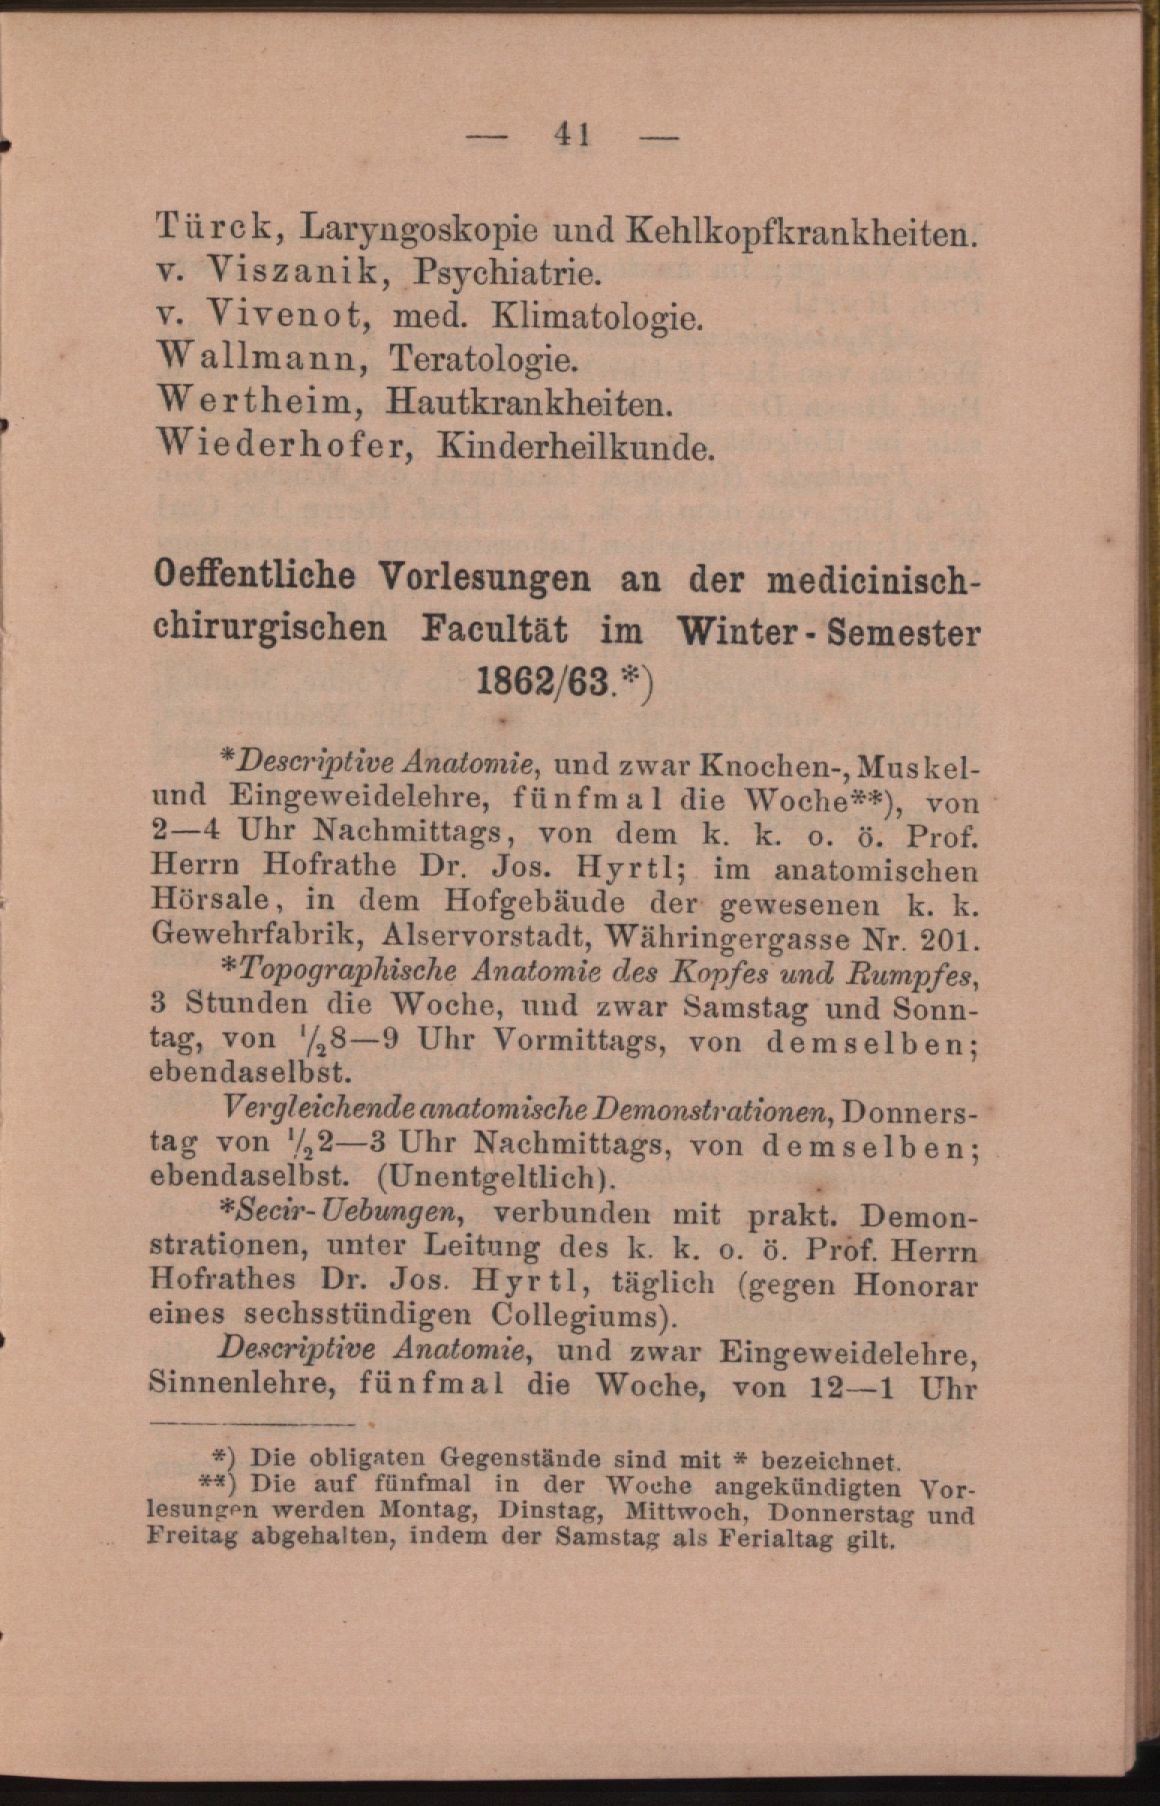 — 41 —
Türck, Laryngoskopie und Kehlkopfkrankheiten.
v. Viszanik, Psychiatrie.
v. Vivenot, med. Klimatologie.
Wallmann, Teratologie.
Wertheim, Hautkrankheiten.
Wiederhofer, Kinderheilkunde.
Oeffentliche Vorlesungen an der medicinisch-
chirurgischen Facultät im Winter-Semester
1862/63.*)
*Descriptive Anatomie, und zwar Knochen-, Muskel-
und Eingeweidelehre, fünfmal die Woche**), von
2—4 Uhr Nachmittags, von dem k. k. o. ö. Prof.
Herrn Hofrathe Dr. Jos. Hyrtl; im anatomischen
Hörsale, in dem Hofgebäude der gewesenen k. k.
Gewehrfabrik, Alservorstadt, Währingergasse Nr. 201.
*Topographische Anatomie des Kopfes und Rumpfes,
3 Stunden die Woche, und zwar Samstag und Sonn-
tag, von 1/2 8—9 Uhr Vormittags, von demselben;
ebendaselbst.
Vergleichende anatomische Demonstrationen, Donners-
tag von 1/2 2—3 Uhr Nachmittags, von demselben;
ebendaselbst. (Unentgeltlich).
*Secir-Uebungen, verbunden mit prakt. Demon-
strationen, unter Leitung des k. k. o. ö. Prof. Herrn
Hofrathes Dr. Jos. Hyrtl, täglich (gegen Honorar
eines sechsstündigen Collegiums).
Descriptive Anatomie, und zwar Eingeweidelehre,
Sinnenlehre, fünfmal die Woche, von 12—1 Uhr
*) Die obligaten Gegenstände sind mit * bezeichnet.
**) Die auf fünfmal in der Woche angekündigten Vor-
lesungen werden Montag, Dinstag, Mittwoch, Donnerstag und
Freitag abgehalten, indem der Samstag als Ferialtag gilt.